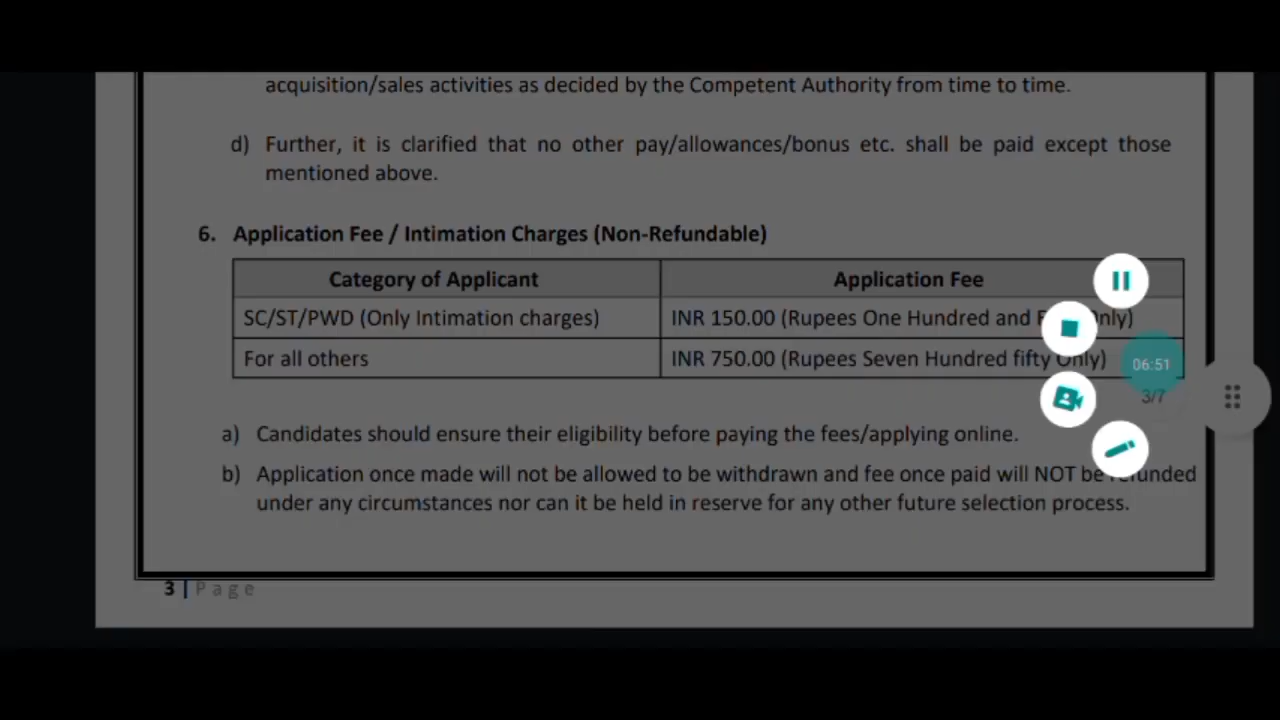 acquisition/sales activities as decided by the Competent Authority from time to time.
d) Further, it is clarified that no other pay/allowances/bonus etc. shall be paid except those
mentioned above.
6. Application Fee / Intimation Charges (Non-Refundable)
Category of Applicant Application Fee
SC/ST/PWD (Only Intimation charges) INR 150.00 (Rupees One Hundred and Only)
For all others INR 750.00 (Rupees Seven Hundred fifty Only)
06:51
3/7
a) Candidates should ensure their eligibility before paying the fees/applying online.
b) Application once made will not be allowed to be withdrawn and fee once paid will NOT be refunded
under any circumstances nor can it be held in reserve for any other future selection process.
3 | Page